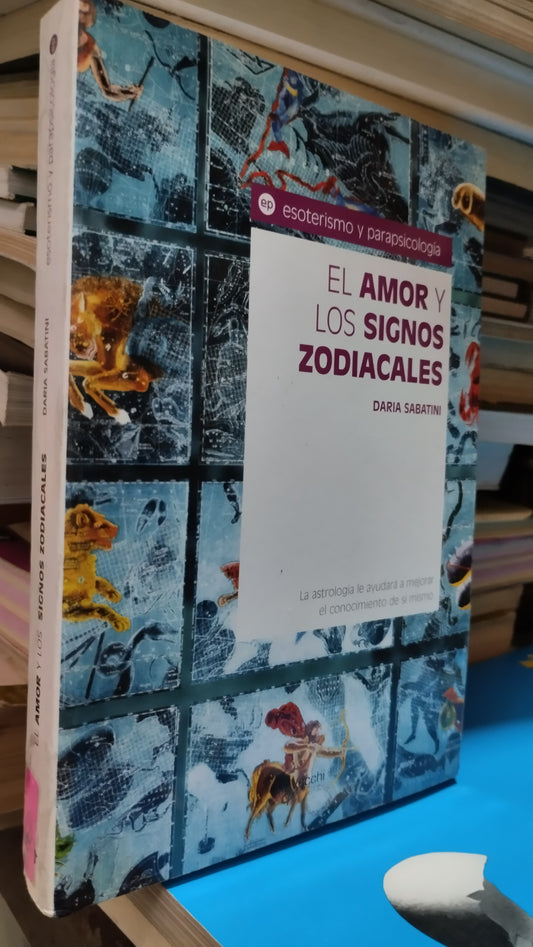 ep esoterismo y parapsicología
EL AMOR Y
LOS SIGNOS
ZODIACALES
DARIA SABATINI
La astrología le ayudará a mejorar
el conocimiento de sí mismo
ep esoterismo y parapsicología
DARIA SABATINI
EL AMOR Y LOS SIGNOS ZODIACALES